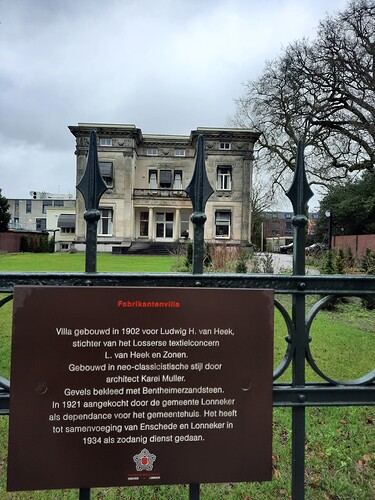 Fabrikantenvilla
Villa gebouwd in 1902 voor Ludwig H. van Heek,
stichter van het Losserse textielconcern
L. van Heek en Zonen.
Gebouwd in neo-classicistische stijl door
architect Karel Muller.
Gevels bekleed met Bentheimerzandsteen.
In 1921 aangekocht door de gemeente Lonneker
als dependance voor het gemeentehuis. Het heeft
tot samenvoeging van Enschede en Lonneker in
1934 als zodanig dienst gedaan.